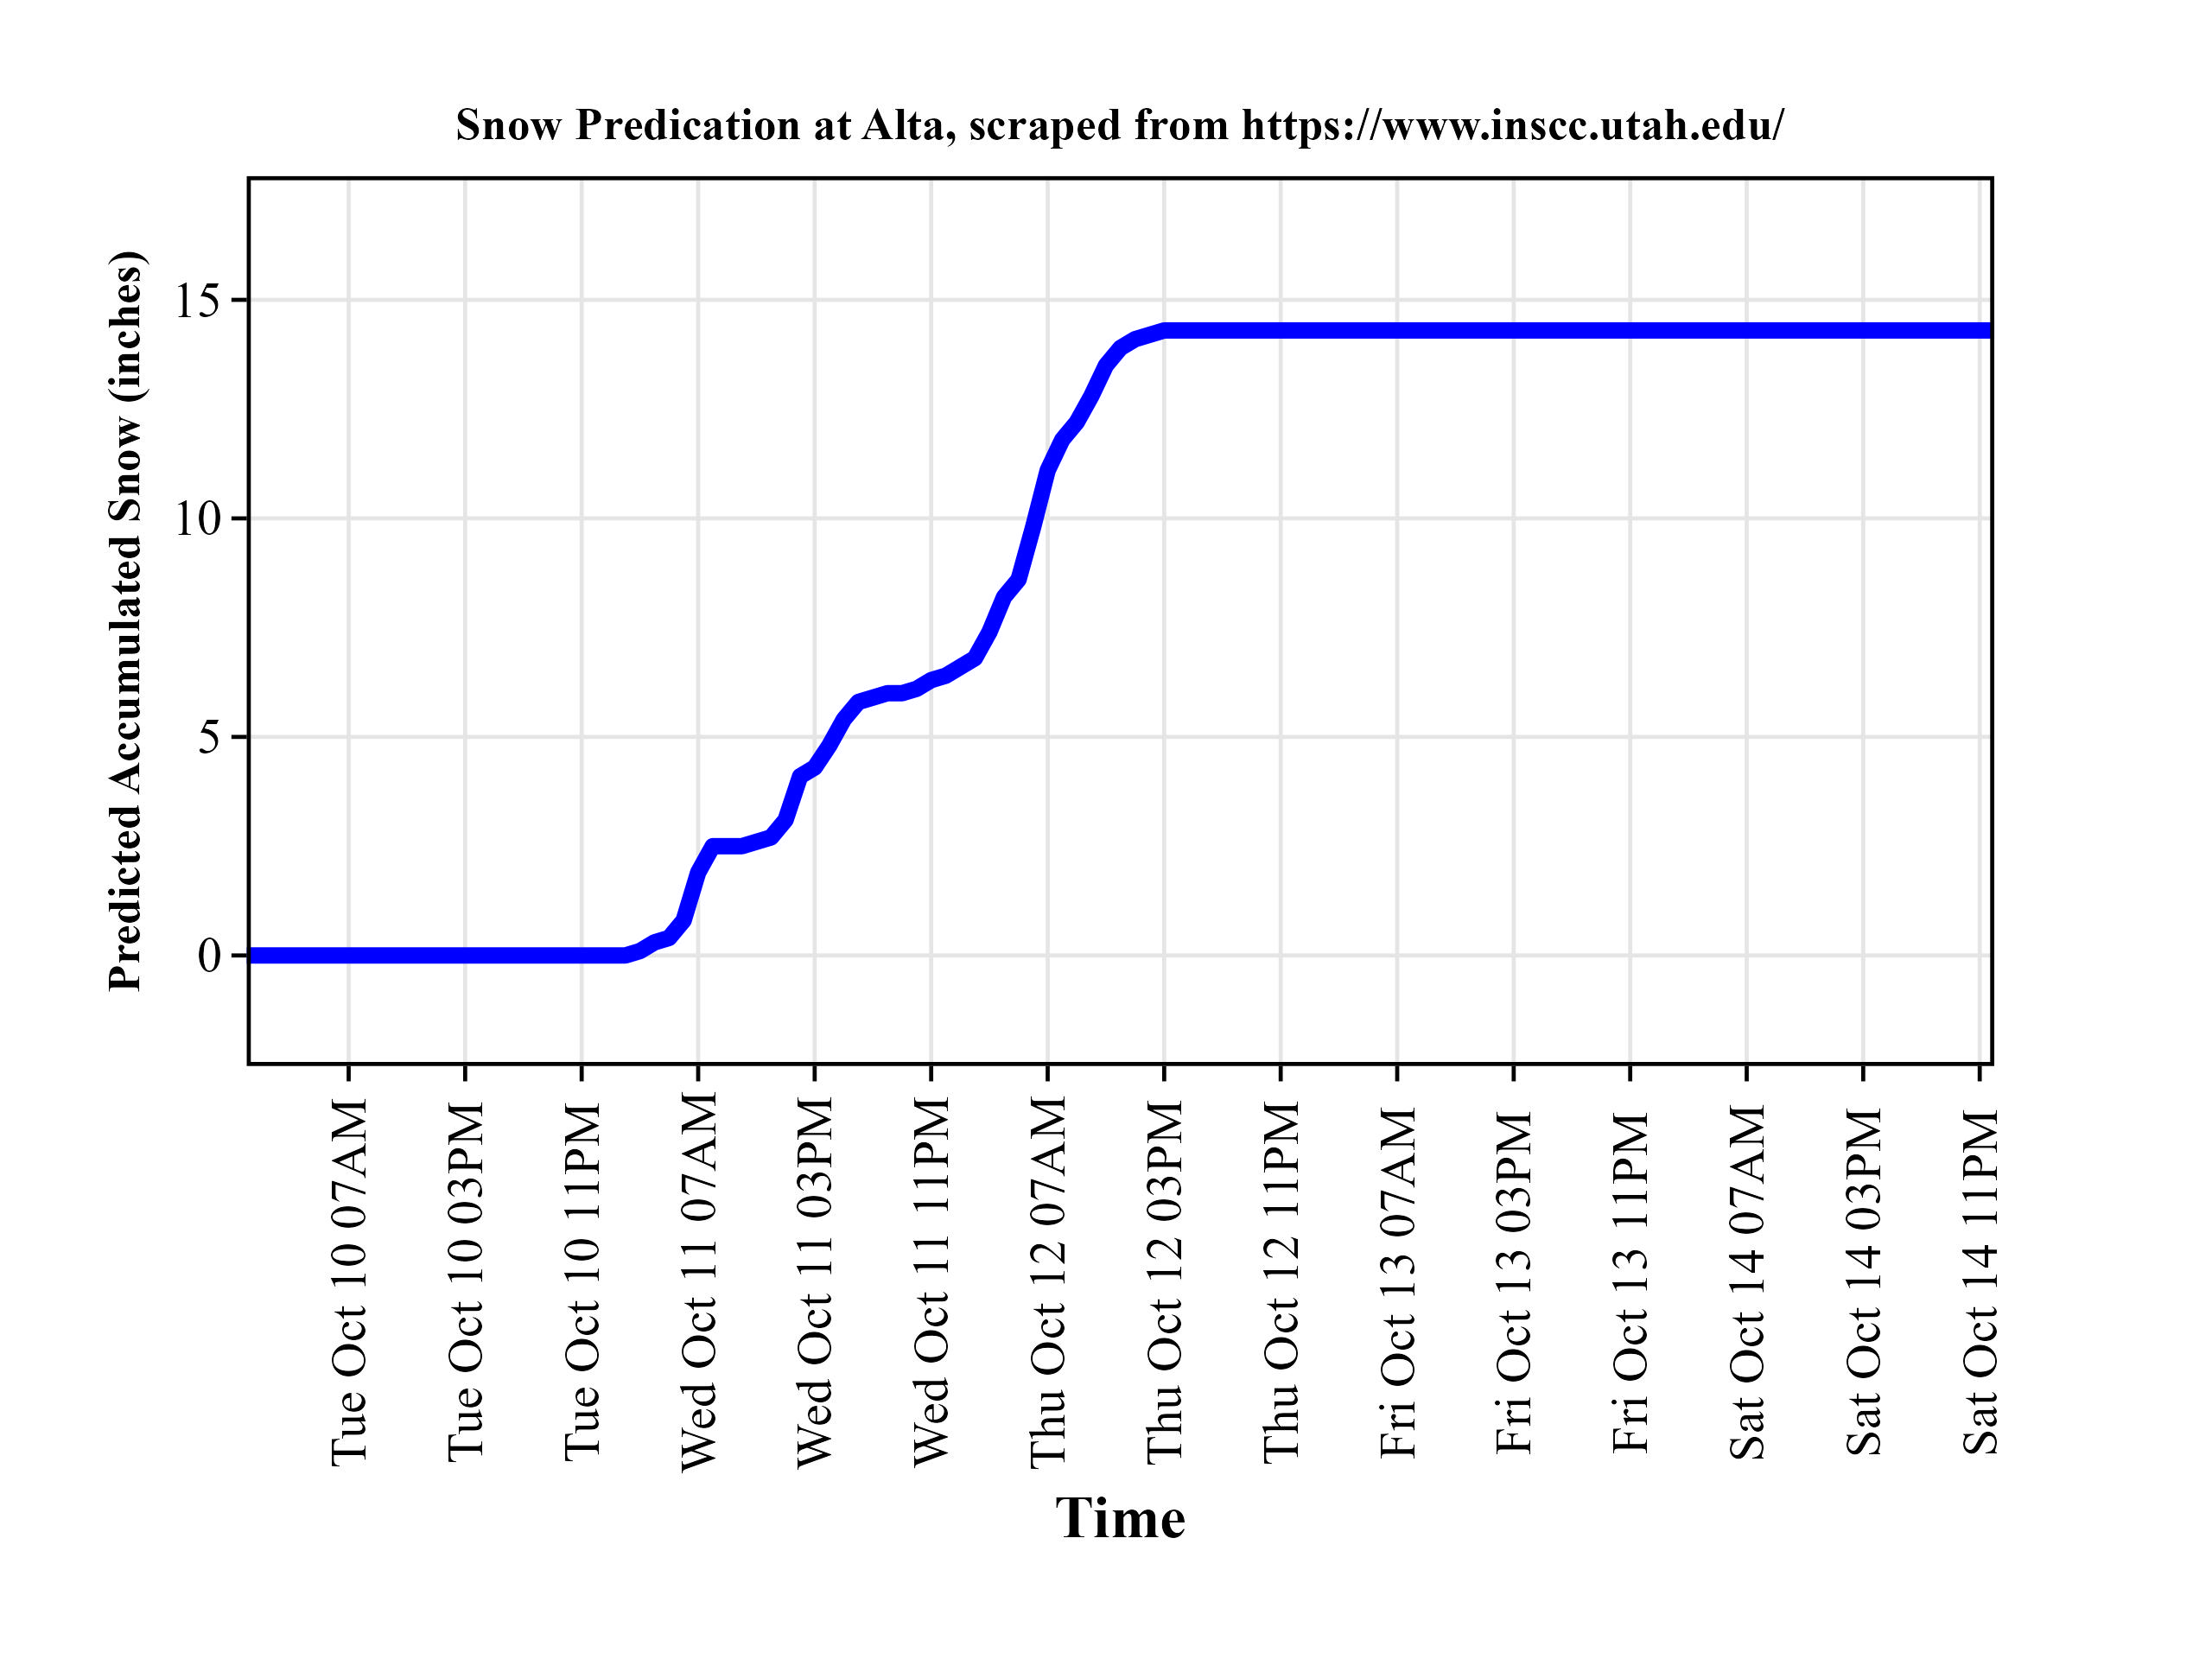 Snow Predication at Alta, scraped from https://www.inscc.utah.edu/
Predicted Accumulated Snow (inches)
15
10
5
0
Tue Oct 10 07AM
Tue Oct 10 03PM
Tue Oct 10 11PM
Wed Oct 11 07AM
Wed Oct 11 03PM
Wed Oct 11 11PM
Thu Oct 12 07AM
Thu Oct 12 03PM
Thu Oct 12 11PM
Fri Oct 13 07AM
Fri Oct 13 03PM
Fri Oct 13 11PM
Sat Oct 14 07AM
Sat Oct 14 03PM
Sat Oct 14 11PM
Time